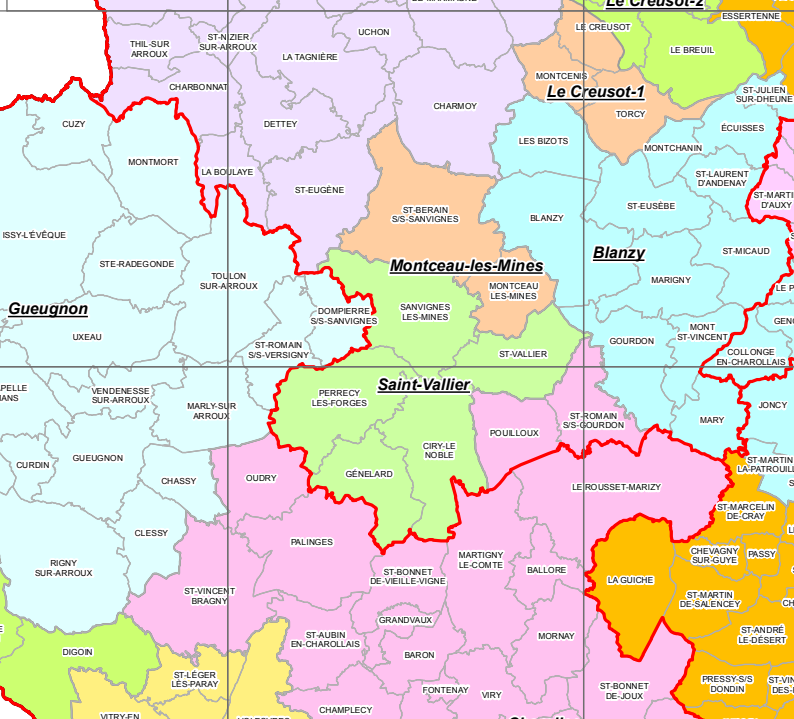 Le Creusot-2
ESSERTENNE
ST-NIZIER
SUR-ARROUX
UCHON
LE CREUSOT
THIL-SUR
ARROUX
LA TAGNIÈRE
LE BREUIL
MONTCENIS
CHARBONNAT
Le Creusot-1
ST-JULIEN
SUR-DHEUNE
CHARMOY
TORCY
CUZY
DETTEY
ÉCUISSES
LES BIZOTS
MONTCHANIN
MONTMORT
LA BOULAYE
ST-LAURENT
D'ANDENAY
ST-EUGÈNE
ST-MARTI
D'AUXY
ST-BERAIN
S/S-SANVIGNES
BLANZY
ST-EUSÈBE
ISSY-L'ÉVÊQUE
Blanzy
ST-MICAUD
STE-RADEGONDE
Montceau-les-Mines
TOULON
SUR-ARROUX
MARIGNY
MONTCEAU
LES-MINES
LE P
Gueugnon
DOMPIERRE
S/S-SANVIGNES
SANVIGNES
LES-MINES
GENO
UXEAU
MONT
ST-VINCENT
GOURDON
ST-ROMAIN
S/S-VERSIGNY
ST-VALLIER
COLLONGE
EN-CHAROLLAIS
Saint-Vallier
VENDENESSE
SUR-ARROUX
PERRECY
LES-FORGES
MARLY-SUR
ARROUX
JONCY
ST-ROMAIN
S/S-GOURDON
MARY
POUILLOUX
CIRY-LE
NOBLE
GUEUGNON
CURDIN
ST-MARTIN
LA-PATROUIL
GÉNELARD
OUDRY
CHASSY
LE ROUSSET-MARIZY
ST-MARCELIN
DE-CRAY
CLESSY
PALINGES
CHEVAGNY
SUR-GUYE
PASSY
MARTIGNY
LE-COMTE
RIGNY
SUR-ARROUX
BALLORE
ST-BONNET
DE-VIEILLE-VIGNE
LA GUICHE
ST-VINCENT
BRAGNY
ST-MARTIN
DE-SALENCEY
GRANDVAUX
ST-ANDRÉ
LE-DÉSERT
MORNAY
ST-AUBIN
EN-CHAROLLAIS
DIGOIN
BARON
ST-LÉGER
LÈS-PARAY
PRESSY-S/S
DONDIN
ST-VIN
DES-
ST-BONNET
DE-JOUX
FONTENAY
VIRY
CHAMPLECY
VITRY-EN